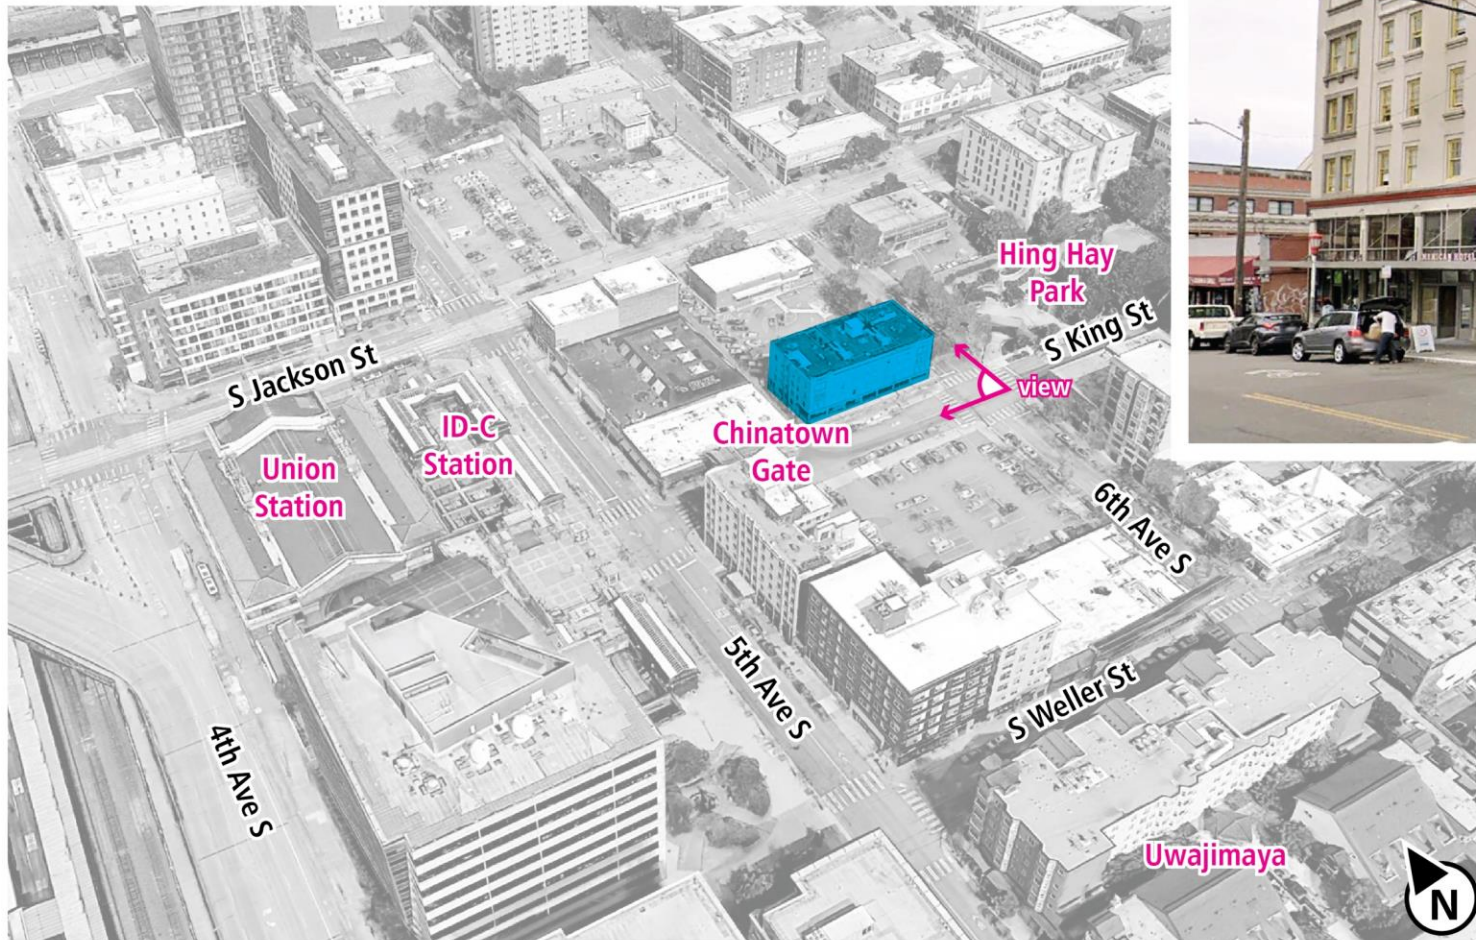 Hing Hay
Park
S King St
view
S Jackson St
ID-C
Station
Union
Station
Chinatown
Gate
6th Ave S
5th Ave S
S Weller St
4th Ave S
Uwajimaya
N